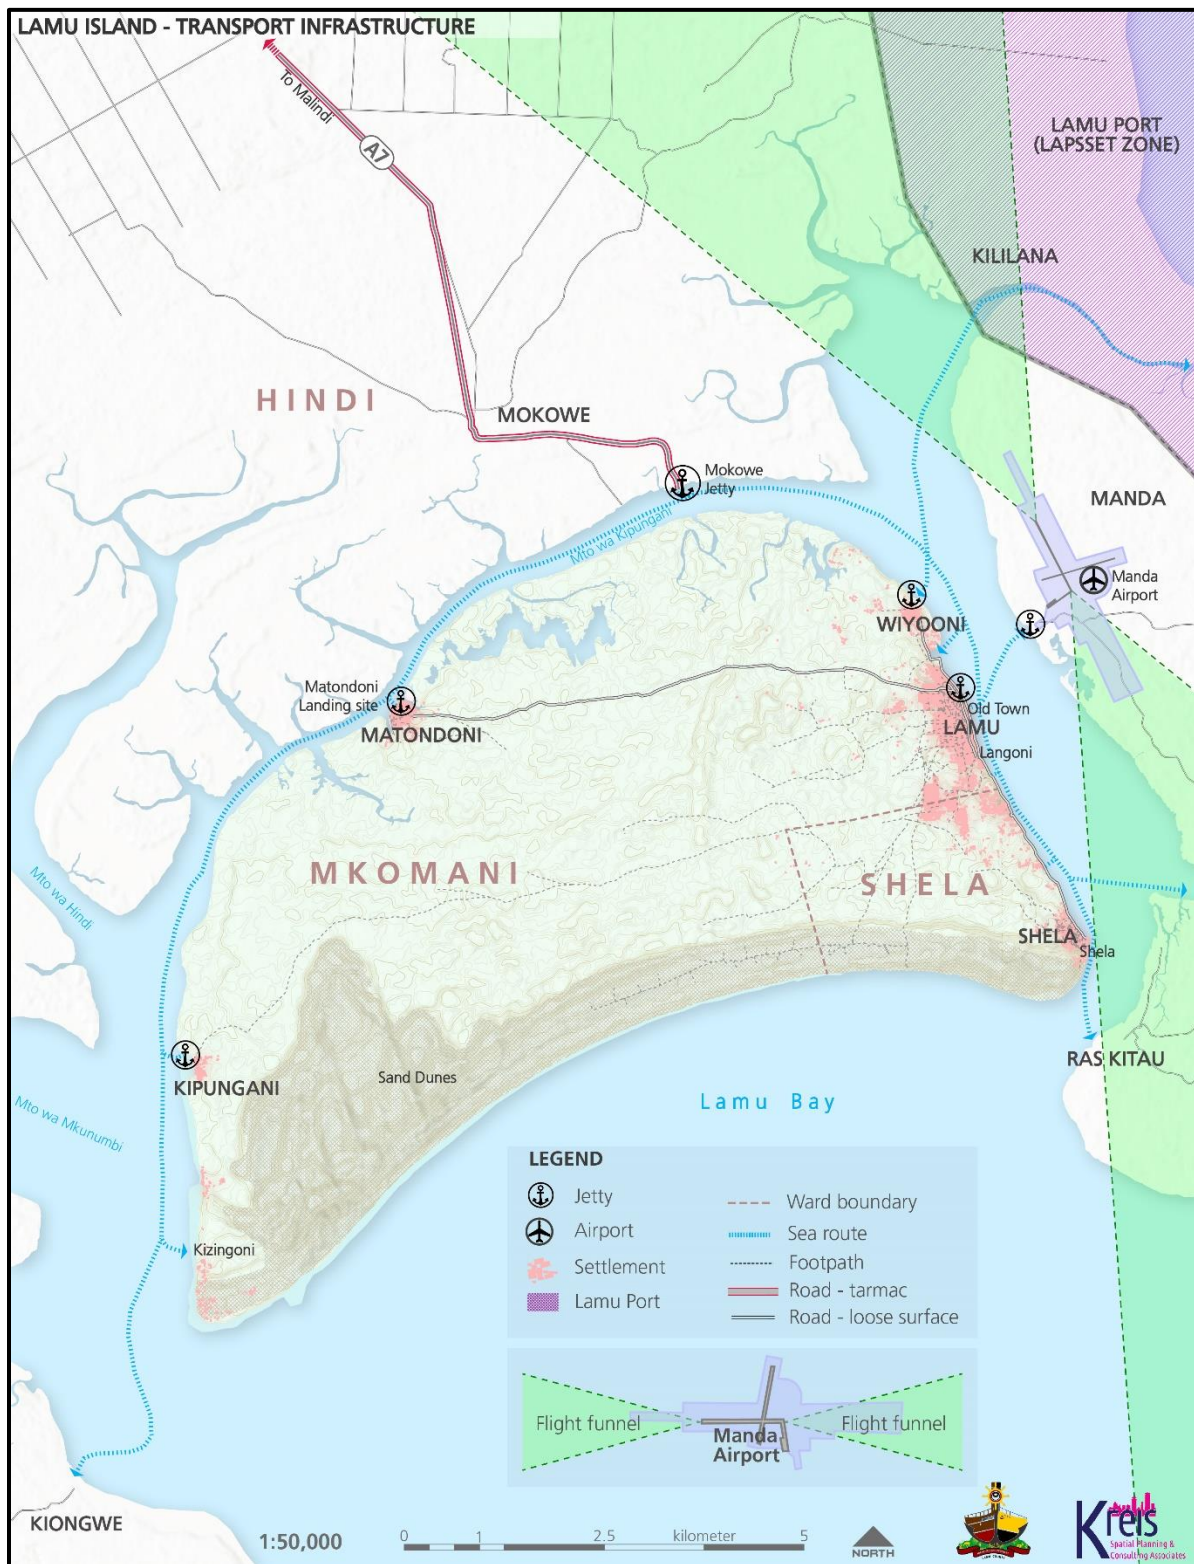 LAMU ISLAND - TRANSPORT INFRASTRUCTURE
To Malindi
A7
LAMU PORT
(LAPSSET ZONE)
KILILANA
HINDI
MOKOWE
Mokowe
Jetty
MANDA
Manda
Airport
Mto wa Kipungani
WIYOONI
Matondoni
Landing site
MATONDONI
Old Town
LAMU
Langoni
Mto wa Hindi
MKOMANI
SHELA
SHELA
Shela
RAS KITAU
KIPUNGANI
Sand Dunes
Mto wa Mkunumbi
Lamu Bay
Kizingoni
LEGEND
Jetty
Airport
Settlement
Lamu Port
Ward boundary
Sea route
Footpath
Road - tarmac
Road - loose surface
Flight funnel
Manda
Airport
Flight funnel
KIONGWE
1:50,000
0 1 2.5 kilometer 5
NORTH
Kreis
Spatial Planning &
Consulting Associates